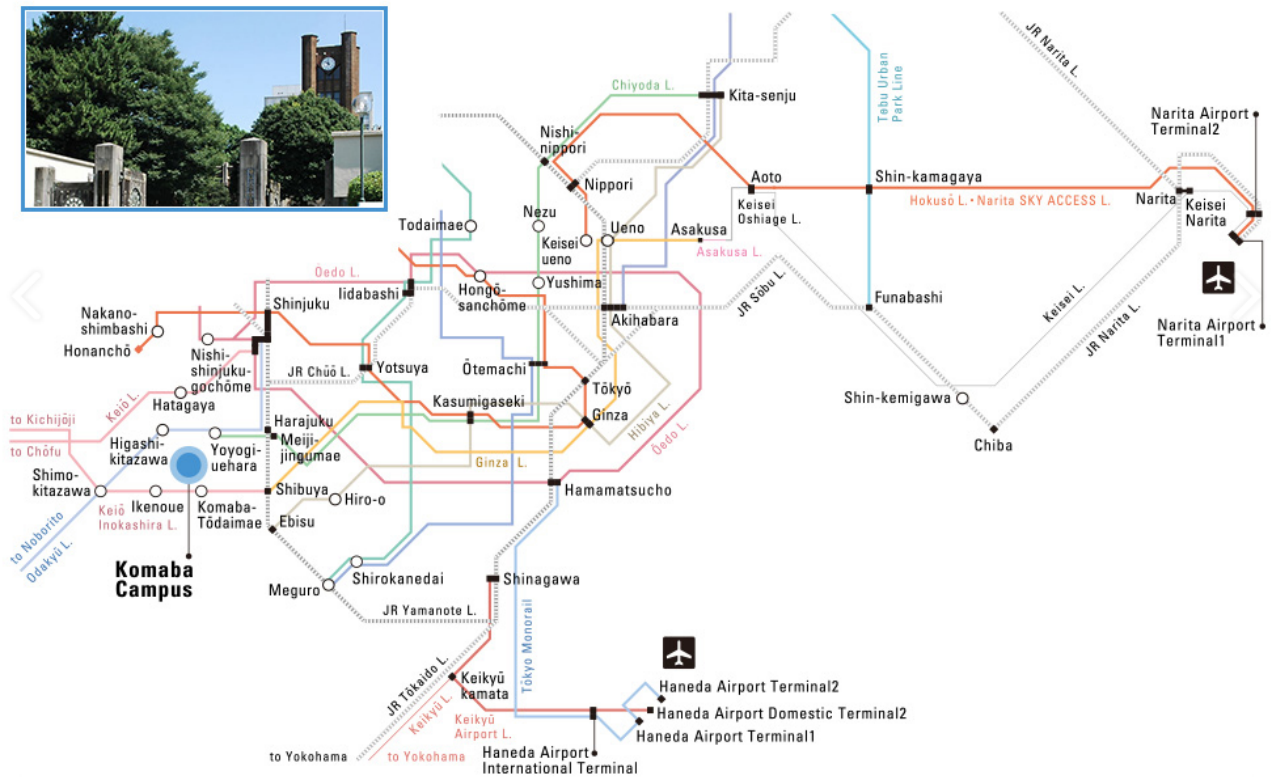 JR Narita L.
Chiyoda L.
Kita-senju
Tobu Urban
Park Line
Narita Airport
Terminal2
Nishi-
nippori
Nippori
Aoto
Keisei
Oshiage L.
Shin-kamagaya
Hokusō L.・Narita SKY ACCESS L.
Narita
Keisei
Narita
Todaimae
Nezu
Keisei
ueno
Ueno
Asakusa
Asakusa L.
Ōedo L.
Iidabashi
Hongō-
sanchōme
Yushima
JR Sōbu L.
Funabashi
Keisei L.
JR Narita L.
Narita Airport
Terminal1
Nakano-
shimbashi
Honanchō
Shinjuku
Akihabara
Nishi-
shinjuku-
gochōme
JR Chūō L.
Yotsuya
Ōtemachi
Tōkyō
Keiō L.
Hatagaya
Kasumigaseki
Ginza
Hibiya L.
Ōedo L.
Shin-kemigawa
Chiba
to Kichijōji
to Chōfu
Higashi-
kitazawa
Yoyogi-
uehara
Harajuku
Meiji-
jingumae
Ginza L.
Shimo-
kitazawa
Ikenoue
Komaba-
Tōdaimae
Shibuya
Hiro-o
Hamamatsucho
Keiō
Inokashira L.
Ebisu
to Noborito
Odakyū L.
Komaba
Campus
Meguro
Shirokanedai
Shinagawa
JR Yamanote L.
Tōkyo Monorail
JR Tōkaido L.
Keikyū L.
Keikyū
kamata
Keikyū
Airport L.
Haneda Airport Terminal2
Haneda Airport Domestic Terminal2
Haneda Airport Terminal1
to Yokohama
to Yokohama
Haneda Airport
International Terminal